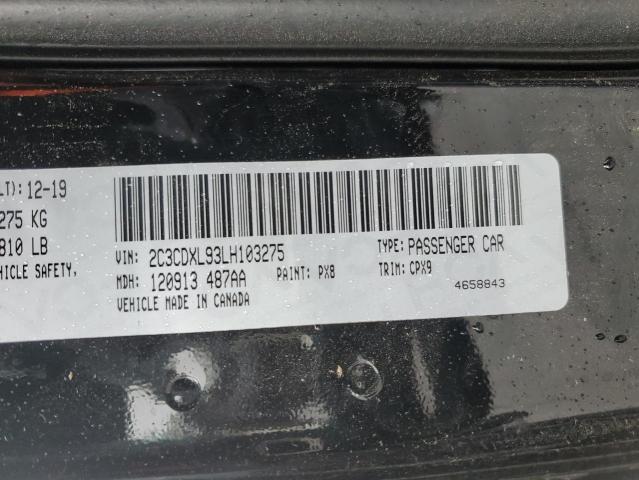 LT): 12-19
275 KG
810 LB
HICLE SAFETY,
VIN: 2C3CDXL93LH103275 TYPE: PASSENGER CAR
MDH: 120913 487AA PAINT: PX8 TRIM: CPX9
VEHICLE MADE IN CANADA 4658843